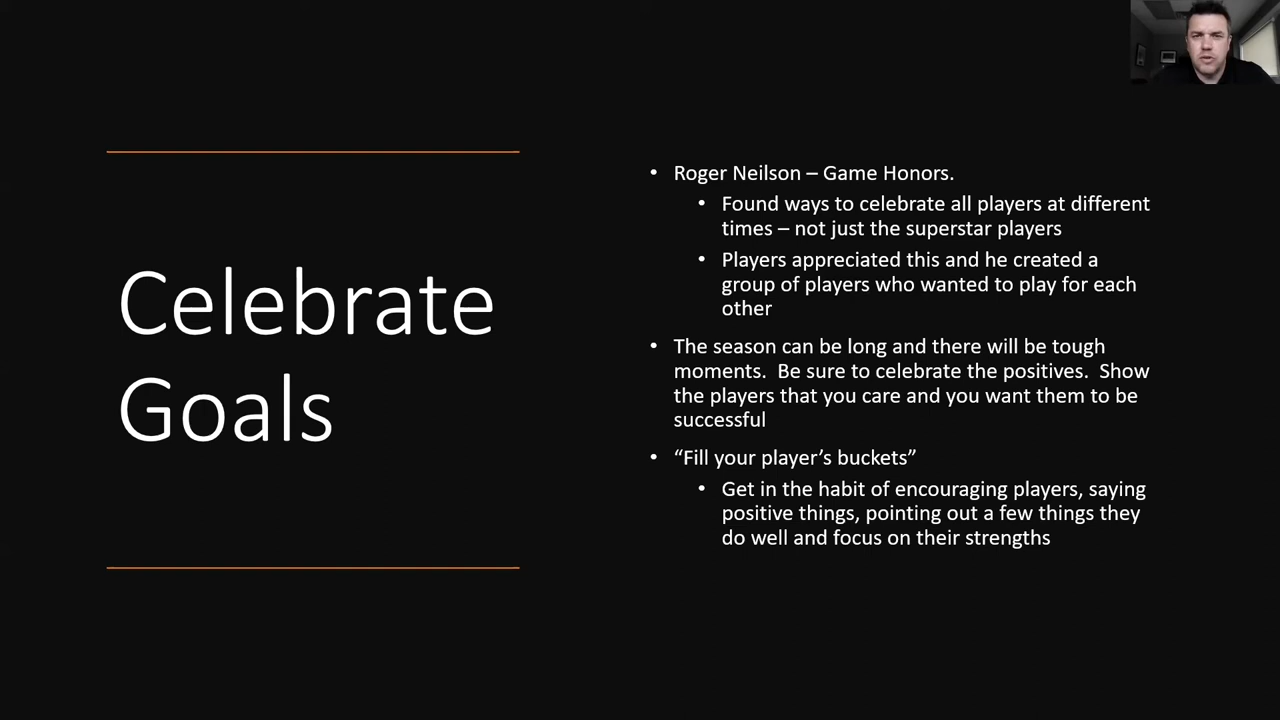 Celebrate
Goals
• Roger Neilson – Game Honors.
• Found ways to celebrate all players at different
times – not just the superstar players
• Players appreciated this and he created a
group of players who wanted to play for each
other
• The season can be long and there will be tough
moments.  Be sure to celebrate the positives.  Show
the players that you care and you want them to be
successful
• “Fill your player’s buckets”
• Get in the habit of encouraging players, saying
positive things, pointing out a few things they
do well and focus on their strengths